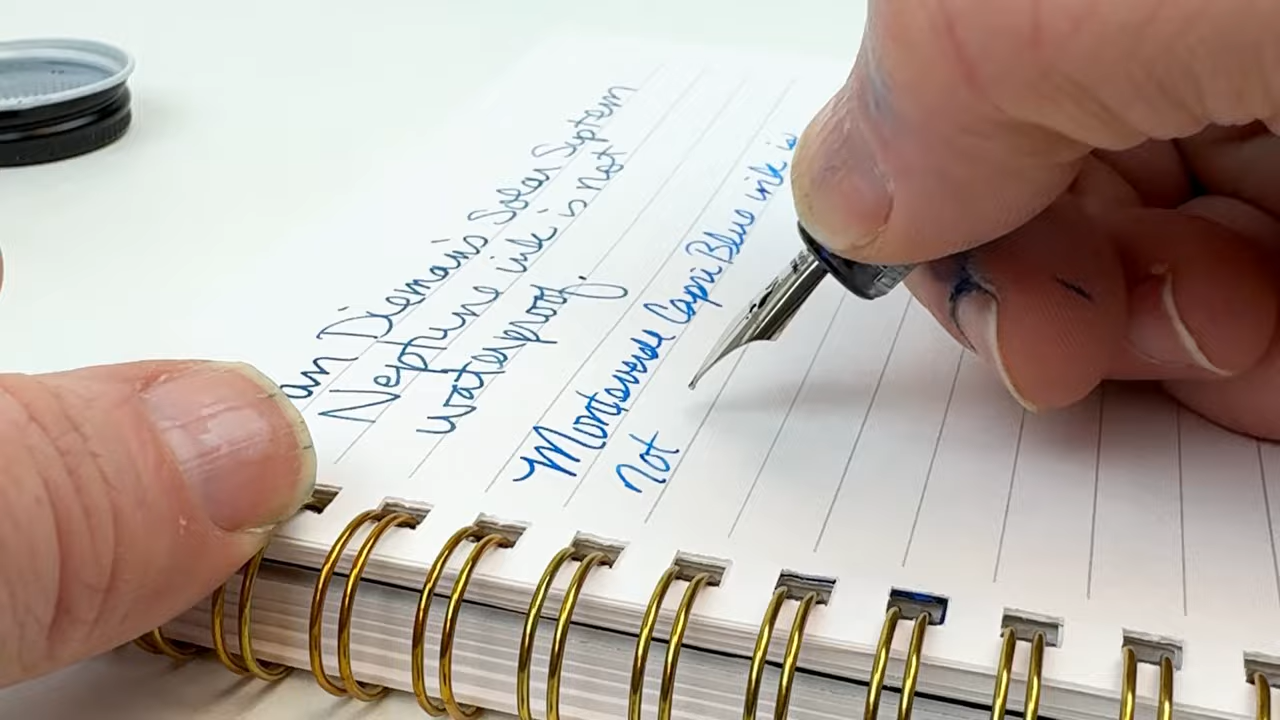 an Dieman's Solar System
Neptune ink is not
waterproof.
Monteverde Capri Blue ink is
not